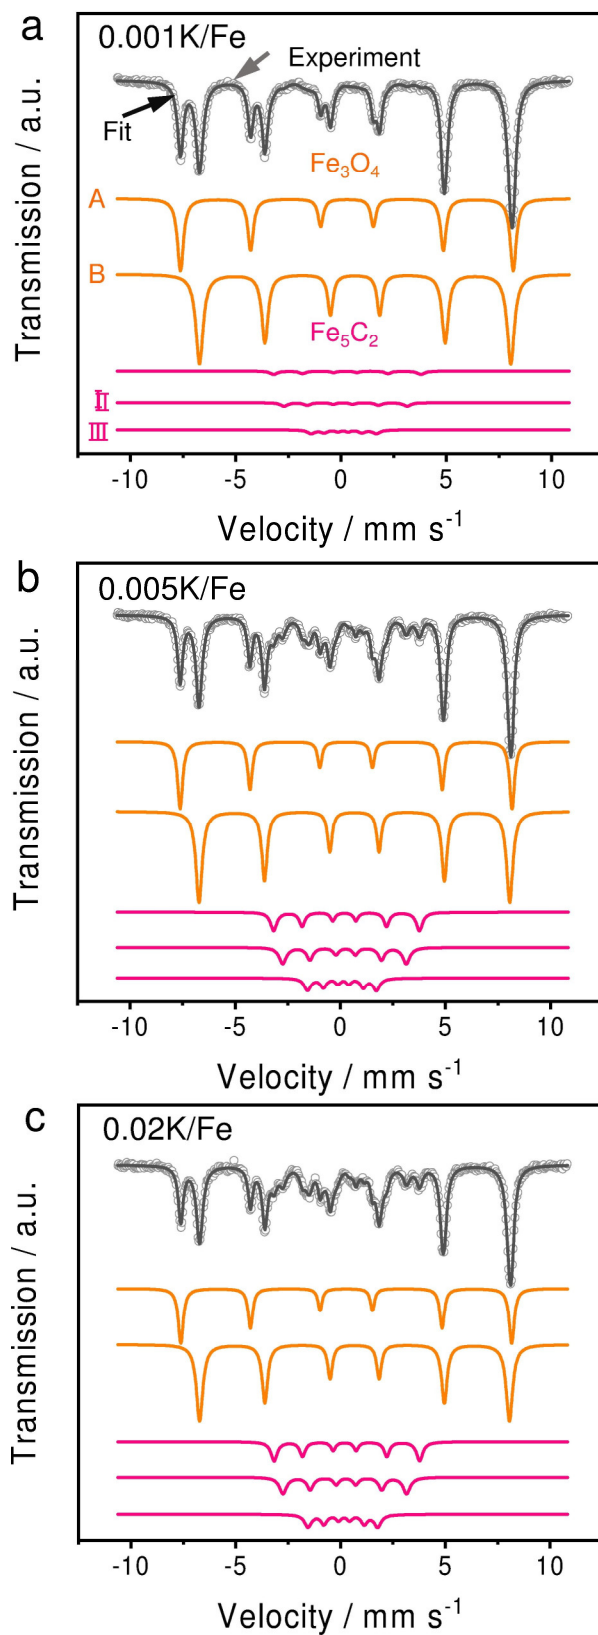 a
0.001K/Fe
Experiment
Fit
Fe₃O₄
A
B
Fe₅C₂
I
II
III
Transmission / a.u.
-10 -5 0 5 10
Velocity / mm s⁻¹
b
0.005K/Fe
Transmission / a.u.
-10 -5 0 5 10
Velocity / mm s⁻¹
c
0.02K/Fe
Transmission / a.u.
-10 -5 0 5 10
Velocity / mm s⁻¹